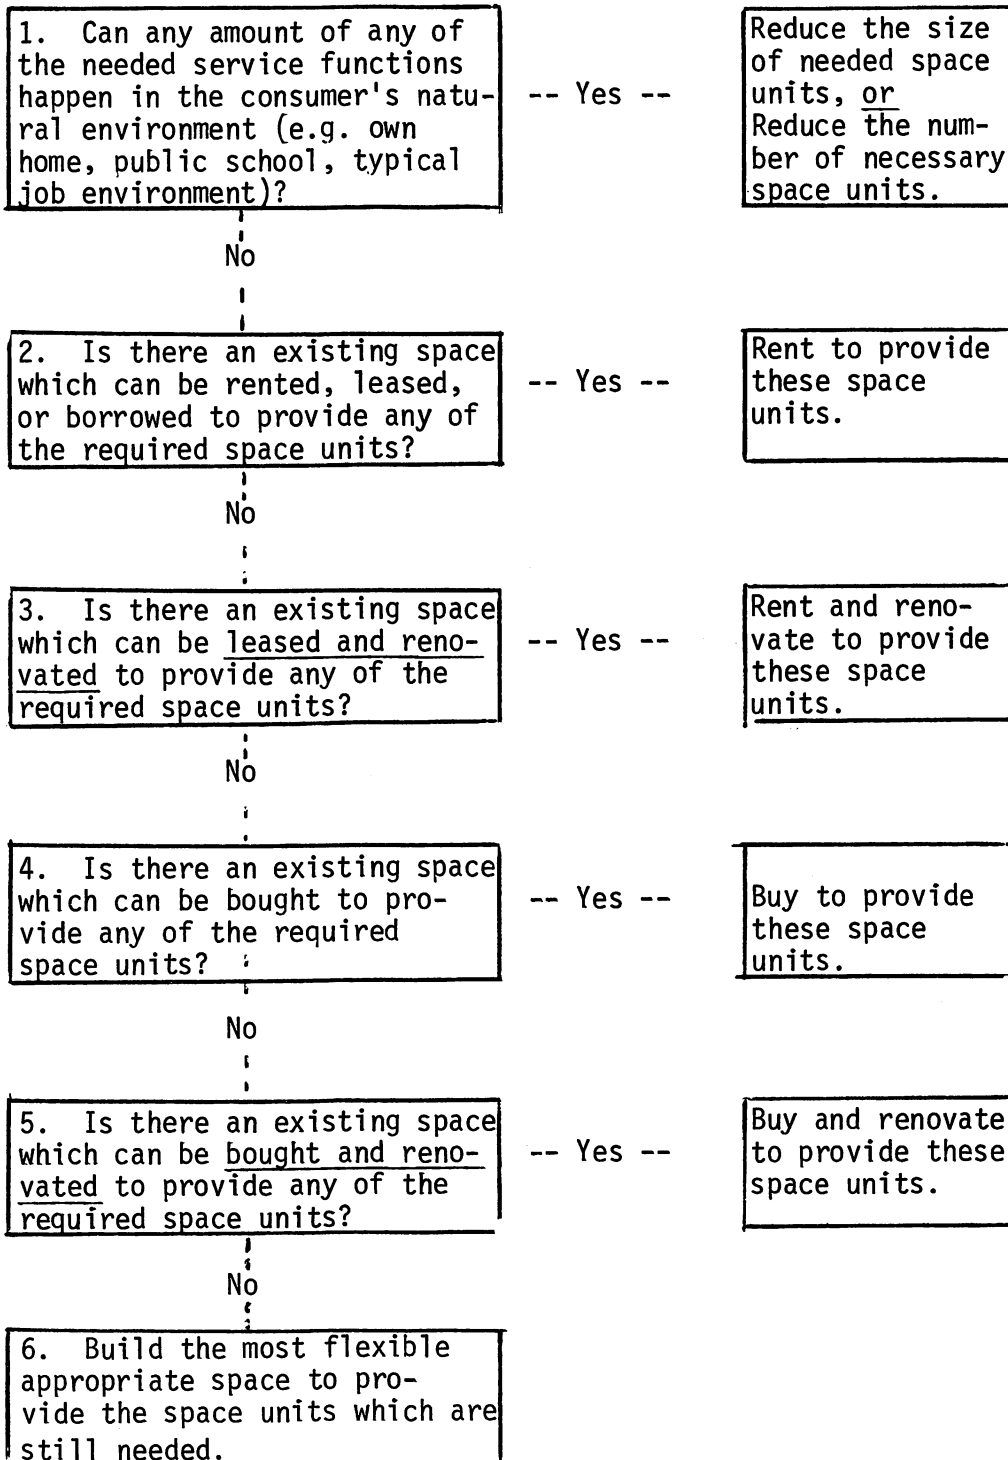 1. Can any amount of any of
the needed service functions
happen in the consumer's natu-
ral environment (e.g. own
home, public school, typical
job environment)?
-- Yes --
Reduce the size
of needed space
units, or
Reduce the num-
ber of necessary
space units.
No
2. Is there an existing space
which can be rented, leased,
or borrowed to provide any of
the required space units?
-- Yes --
Rent to provide
these space
units.
No
3. Is there an existing space
which can be leased and reno-
vated to provide any of the
required space units?
-- Yes --
Rent and reno-
vate to provide
these space
units.
No
4. Is there an existing space
which can be bought to pro-
vide any of the required
space units?
-- Yes --
Buy to provide
these space
units.
No
5. Is there an existing space
which can be bought and reno-
vated to provide any of the
required space units?
-- Yes --
Buy and renovate
to provide these
space units.
No
6. Build the most flexible
appropriate space to pro-
vide the space units which are
still needed.